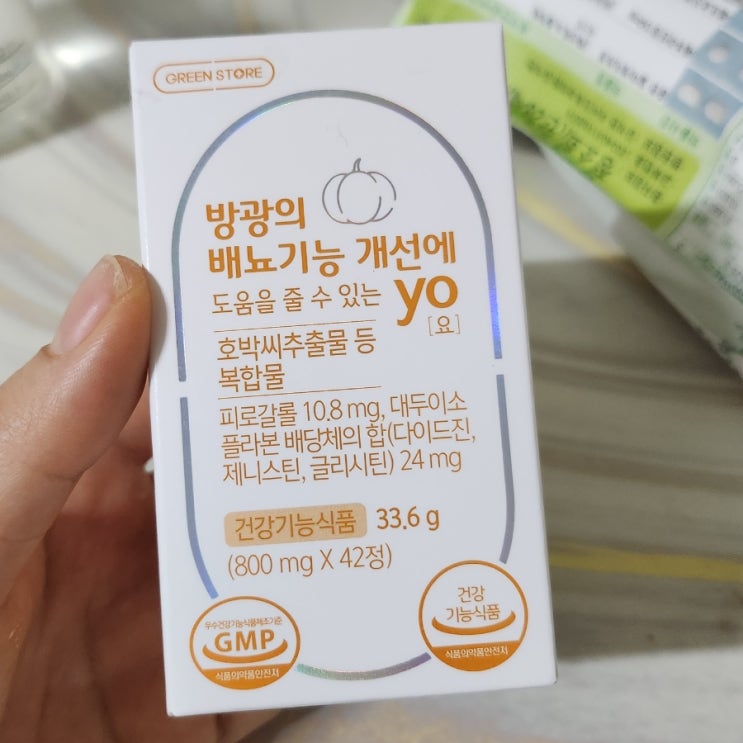 GREEN STORE
방광의
배뇨기능 개선에
도움을 줄 수 있는 yo
[요]
호박씨추출물 등
복합물
피로갈롤 10.8 mg, 대두이소
플라본 배당체의 합(다이드진,
제니스틴, 글리시틴) 24 mg
건강기능식품 33.6 g
(800 mg X 42정)
우수건강기능식품제조기준
GMP
식품의약품안전처
건강
기능식품
식품의약품안전처